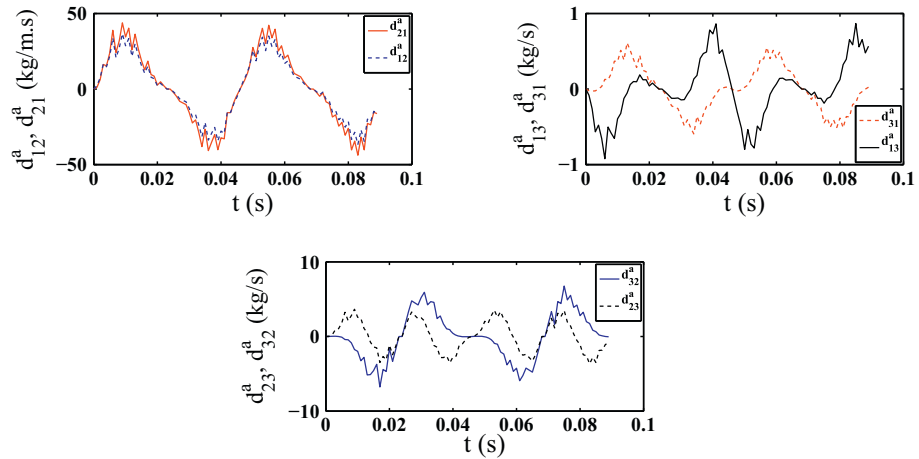 d^a_12, d^a_21 (kg/m.s)
50
0
−50
d^a_21
d^a_12
0 0.02 0.04 0.06 0.08 0.1
t (s)
d^a_13, d^a_31 (kg/s)
1
0
−1
d^a_31
d^a_13
0 0.02 0.04 0.06 0.08 0.1
t (s)
d^a_23, d^a_32 (kg/s)
10
0
−10
d^a_32
d^a_23
0 0.02 0.04 0.06 0.08 0.1
t (s)